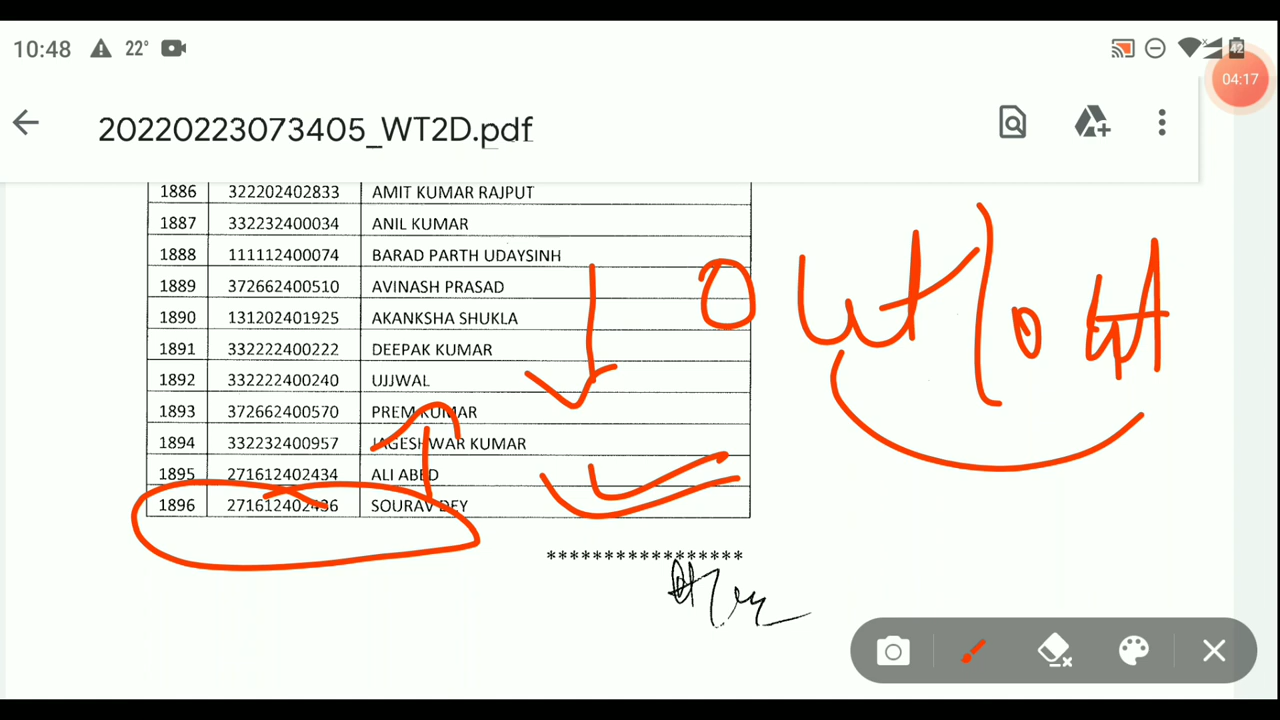 10:48 22° 42
04:17
20220223073405_WT2D.pdf
1886 322202402833 AMIT KUMAR RAJPUT
1887 332232400034 ANIL KUMAR
1888 111112400074 BARAD PARTH UDAYSINH
1889 372662400510 AVINASH PRASAD
1890 131202401925 AKANKSHA SHUKLA
1891 332222400222 DEEPAK KUMAR
1892 332222400240 UJJWAL
1893 372662400570 PREM KUMAR
1894 332232400957 JAGESHWAR KUMAR
1895 271612402434 ALI ABED
1896 271612402436 SOURAV DEY
*****************